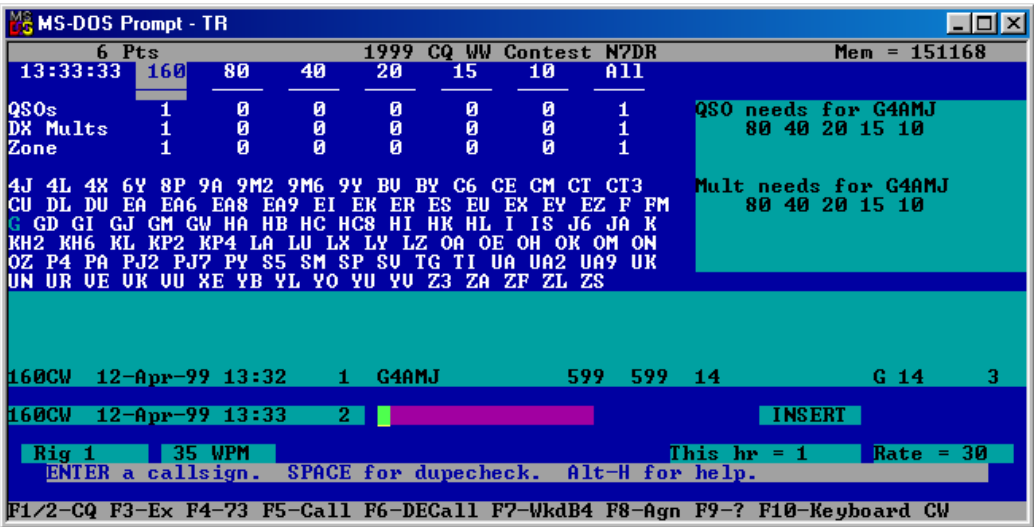 MS-DOS Prompt - TR
6 Pts 1999 CQ WW Contest N7DR Mem = 151168
13:33:33 160 80 40 20 15 10 All
QSOs 1 0 0 0 0 0 1 QSO needs for G4AMJ
DX Mults 1 0 0 0 0 0 1 80 40 20 15 10
Zone 1 0 0 0 0 0 1
4J 4L 4X 6Y 8P 9A 9M2 9M6 9Y BV BY C6 CE CM CT CT3 Mult needs for G4AMJ
CU DL DU EA EA6 EA8 EA9 EI EK ER ES EU EX EY EZ F FM 80 40 20 15 10
G GD GI GJ GM GW HA HB HC HC8 HI HK HL I IS J6 JA K
KH2 KH6 KL KP2 KP4 LA LU LX LY LZ OA OE OH OK OM ON
OZ P4 PA PJ2 PJ7 PY S5 SM SP SV TG TI UA UA2 UA9 UK
UN UR VE VK VU XE YB YL YO YU YV Z3 ZA ZF ZL ZS
160CW 12-Apr-99 13:32 1 G4AMJ 599 599 14 G 14 3
160CW 12-Apr-99 13:33 2 INSERT
Rig 1 35 WPM This hr = 1 Rate = 30
ENTER a callsign. SPACE for dupecheck. Alt-H for help.
F1/2-CQ F3-Ex F4-73 F5-Call F6-DECall F7-WkdB4 F8-Agn F9-? F10-Keyboard CW